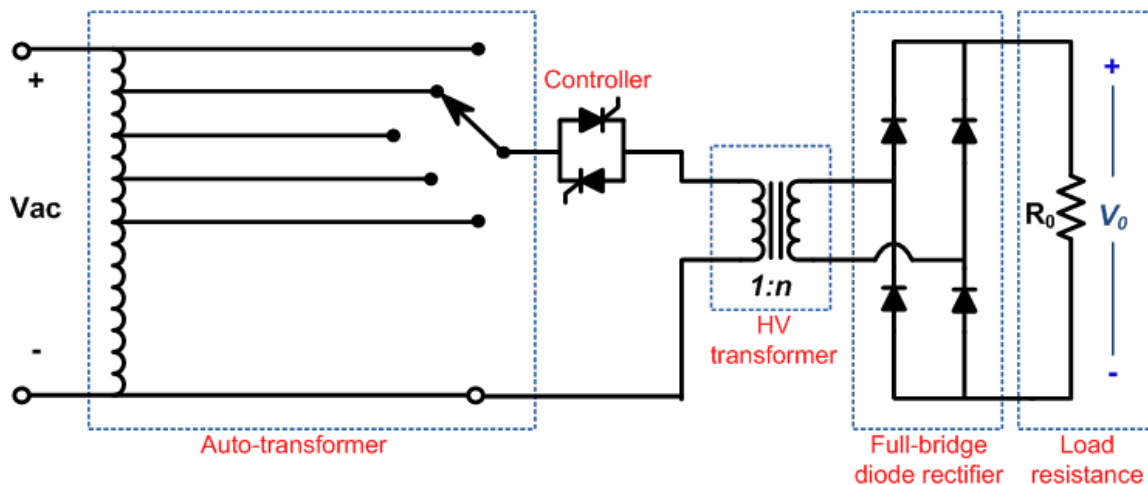 +
Vac
-
Auto-transformer
Controller
1:n
HV
transformer
Full-bridge
diode rectifier
R₀
+
V₀
-
Load
resistance